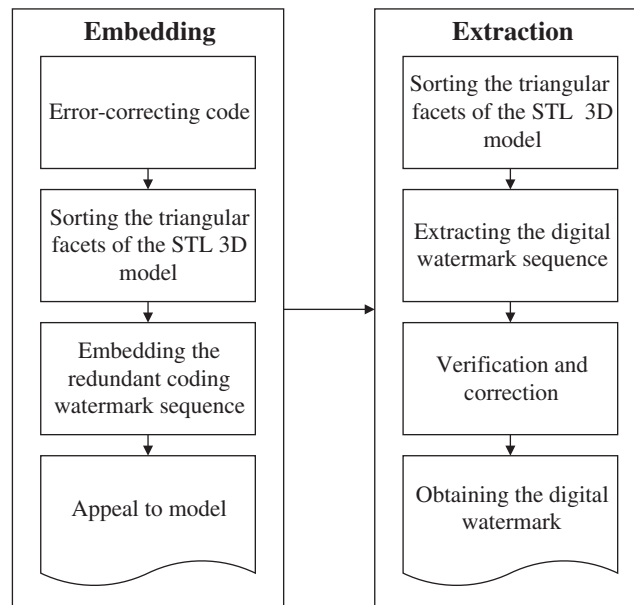 Embedding
Error-correcting code
Sorting the triangular
facets of the STL 3D
model
Embedding the
redundant coding
watermark sequence
Appeal to model
Extraction
Sorting the triangular
facets of the STL 3D
model
Extracting the digital
watermark sequence
Verification and
correction
Obtaining the digital
watermark